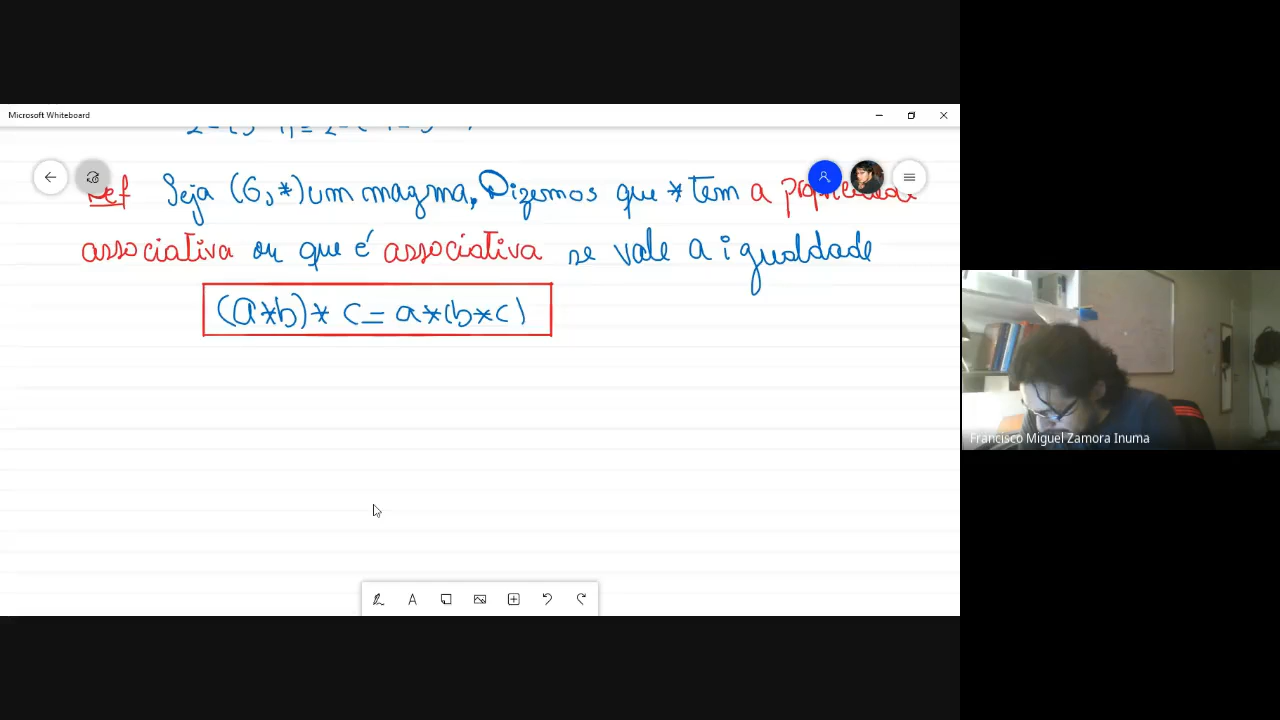 Microsoft Whiteboard
Def Seja (G,*) um magma. Dizemos que * tem a
associativa ou que é associativa se vale a igualdade
(a*b)* c = a*(b*c)
Francisco Miguel Zamora Inuma
A